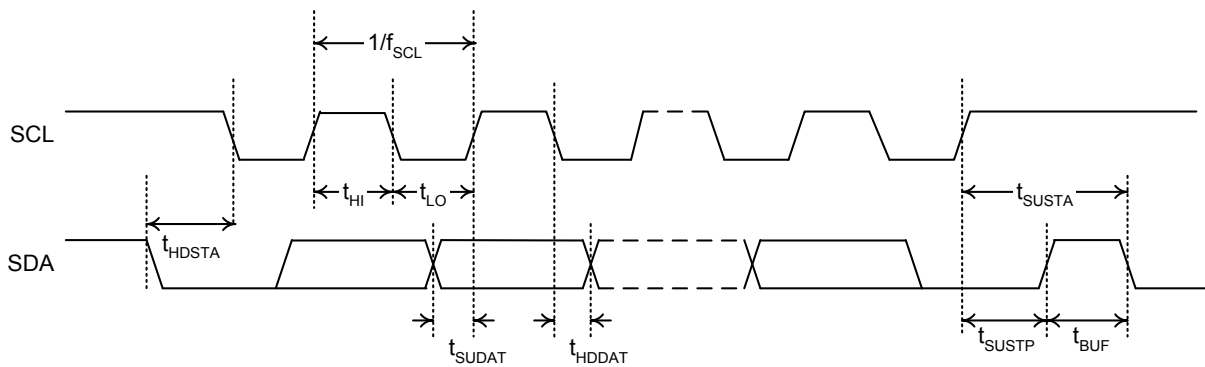 1/fSCL
SCL
tHI
tLO
tSUSTA
tHDSTA
SDA
tSUDAT
tHDDAT
tSUSTP
tBUF